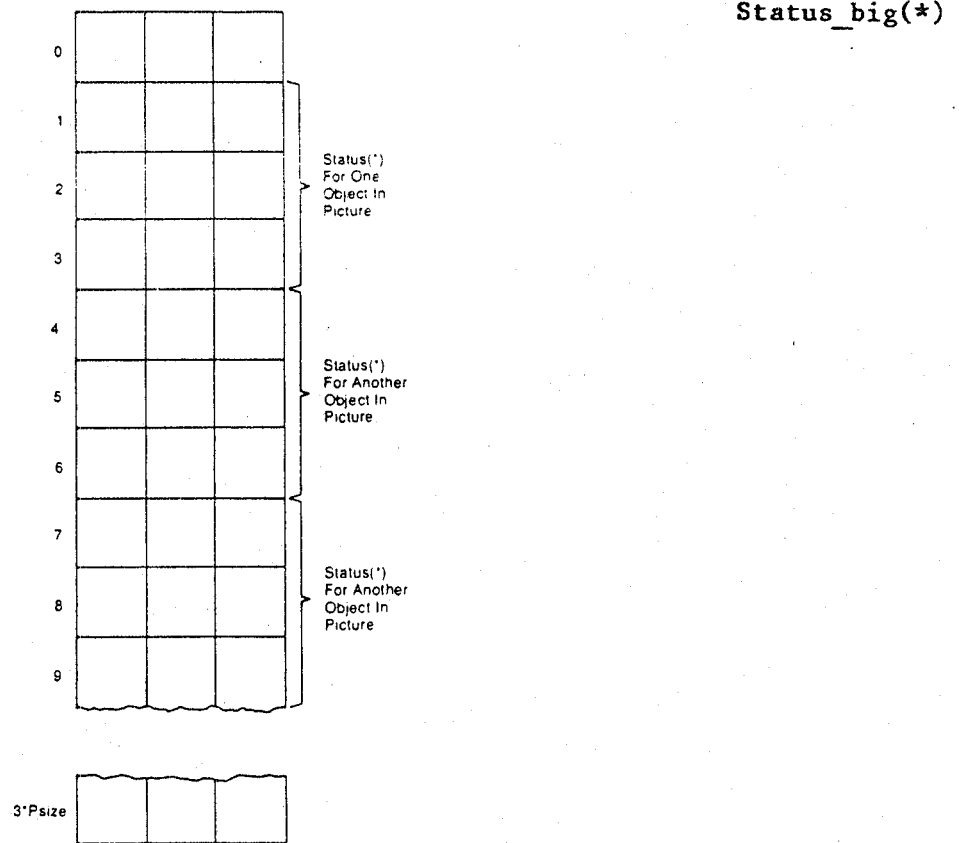 Status_big(*)
0
1
Status(*)
For One
2
Object In
Picture
3
4
Status(*)
For Another
5
Object In
Picture
6
7
Status(*)
For Another
8
Object In
Picture
9
3*Psize